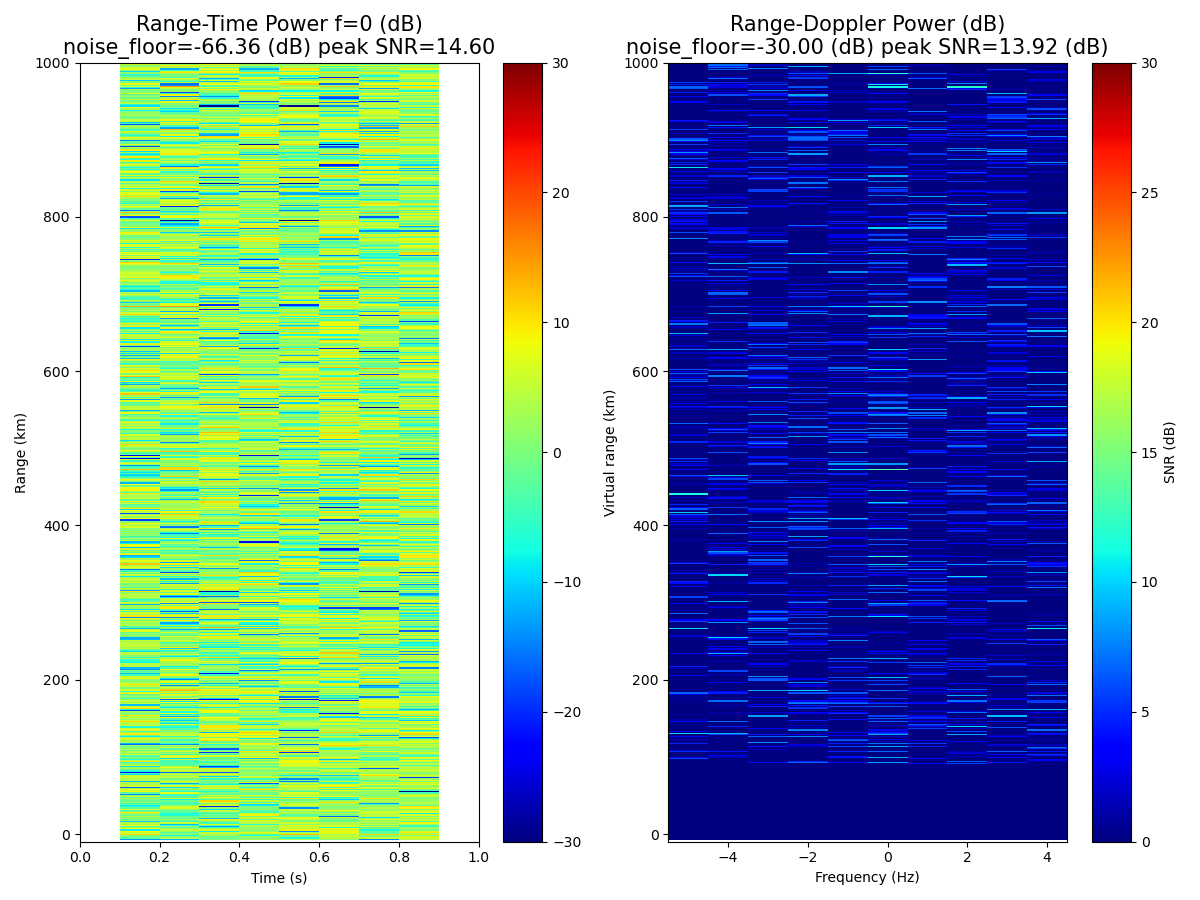 Range-Time Power f=0 (dB)
noise_floor=-66.36 (dB) peak SNR=14.60
Range-Doppler Power (dB)
noise_floor=-30.00 (dB) peak SNR=13.92 (dB)
1000
800
600
400
200
0
Range (km)
0.0 0.2 0.4 0.6 0.8 1.0
Time (s)
30
20
10
0
−10
−20
−30
1000
800
600
400
200
0
Virtual range (km)
−4 −2 0 2 4
Frequency (Hz)
30
25
20
15
10
5
0
SNR (dB)